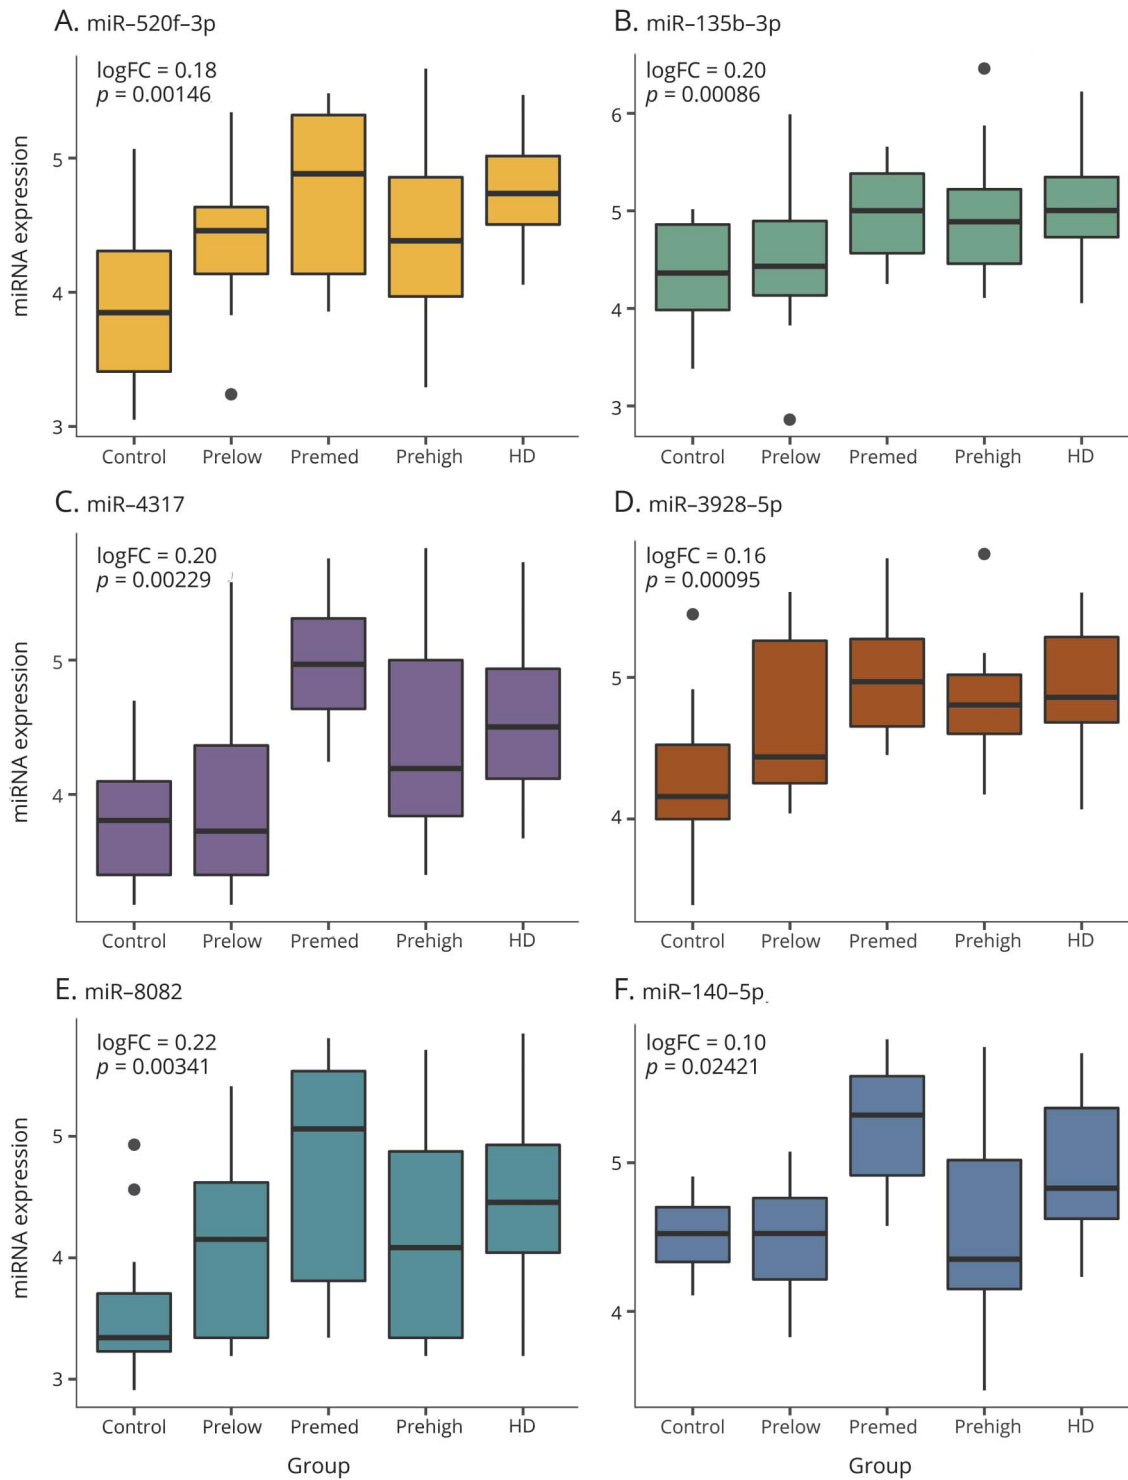 A. miR–520f–3p
logFC = 0.18
p = 0.00146
miRNA expression
5
4
3
Control Prelow Premed Prehigh HD
B. miR–135b–3p
logFC = 0.20
p = 0.00086
6
5
4
3
Control Prelow Premed Prehigh HD
C. miR–4317
logFC = 0.20
p = 0.00229
miRNA expression
5
4
Control Prelow Premed Prehigh HD
D. miR–3928–5p
logFC = 0.16
p = 0.00095
5
4
Control Prelow Premed Prehigh HD
E. miR–8082
logFC = 0.22
p = 0.00341
miRNA expression
5
4
3
Control Prelow Premed Prehigh HD
Group
F. miR–140–5p
logFC = 0.10
p = 0.02421
5
4
Control Prelow Premed Prehigh HD
Group